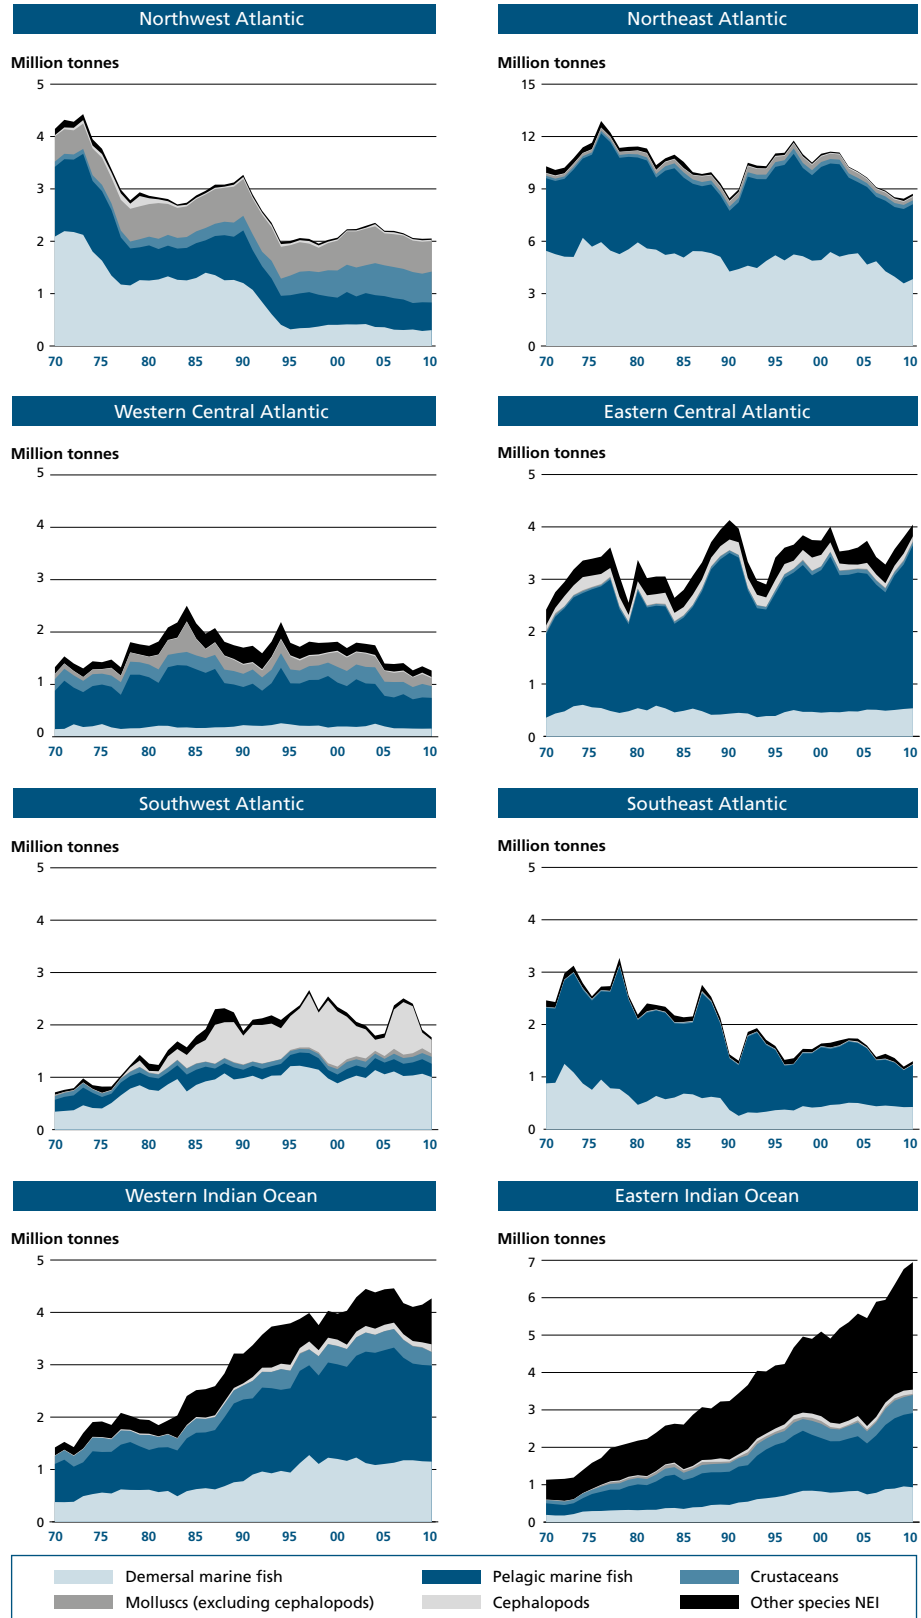 Northwest Atlantic
Million tonnes
5
4
3
2
1
0
70 75 80 85 90 95 00 05 10
Northeast Atlantic
Million tonnes
15
12
9
6
3
0
70 75 80 85 90 95 00 05 10
Western Central Atlantic
Million tonnes
5
4
3
2
1
0
70 75 80 85 90 95 00 05 10
Eastern Central Atlantic
Million tonnes
5
4
3
2
1
0
70 75 80 85 90 95 00 05 10
Southwest Atlantic
Million tonnes
5
4
3
2
1
0
70 75 80 85 90 95 00 05 10
Southeast Atlantic
Million tonnes
5
4
3
2
1
0
70 75 80 85 90 95 00 05 10
Western Indian Ocean
Million tonnes
5
4
3
2
1
0
70 75 80 85 90 95 00 05 10
Eastern Indian Ocean
Million tonnes
7
6
5
4
3
2
1
0
70 75 80 85 90 95 00 05 10
Demersal marine fish
Pelagic marine fish
Crustaceans
Molluscs (excluding cephalopods)
Cephalopods
Other species NEI